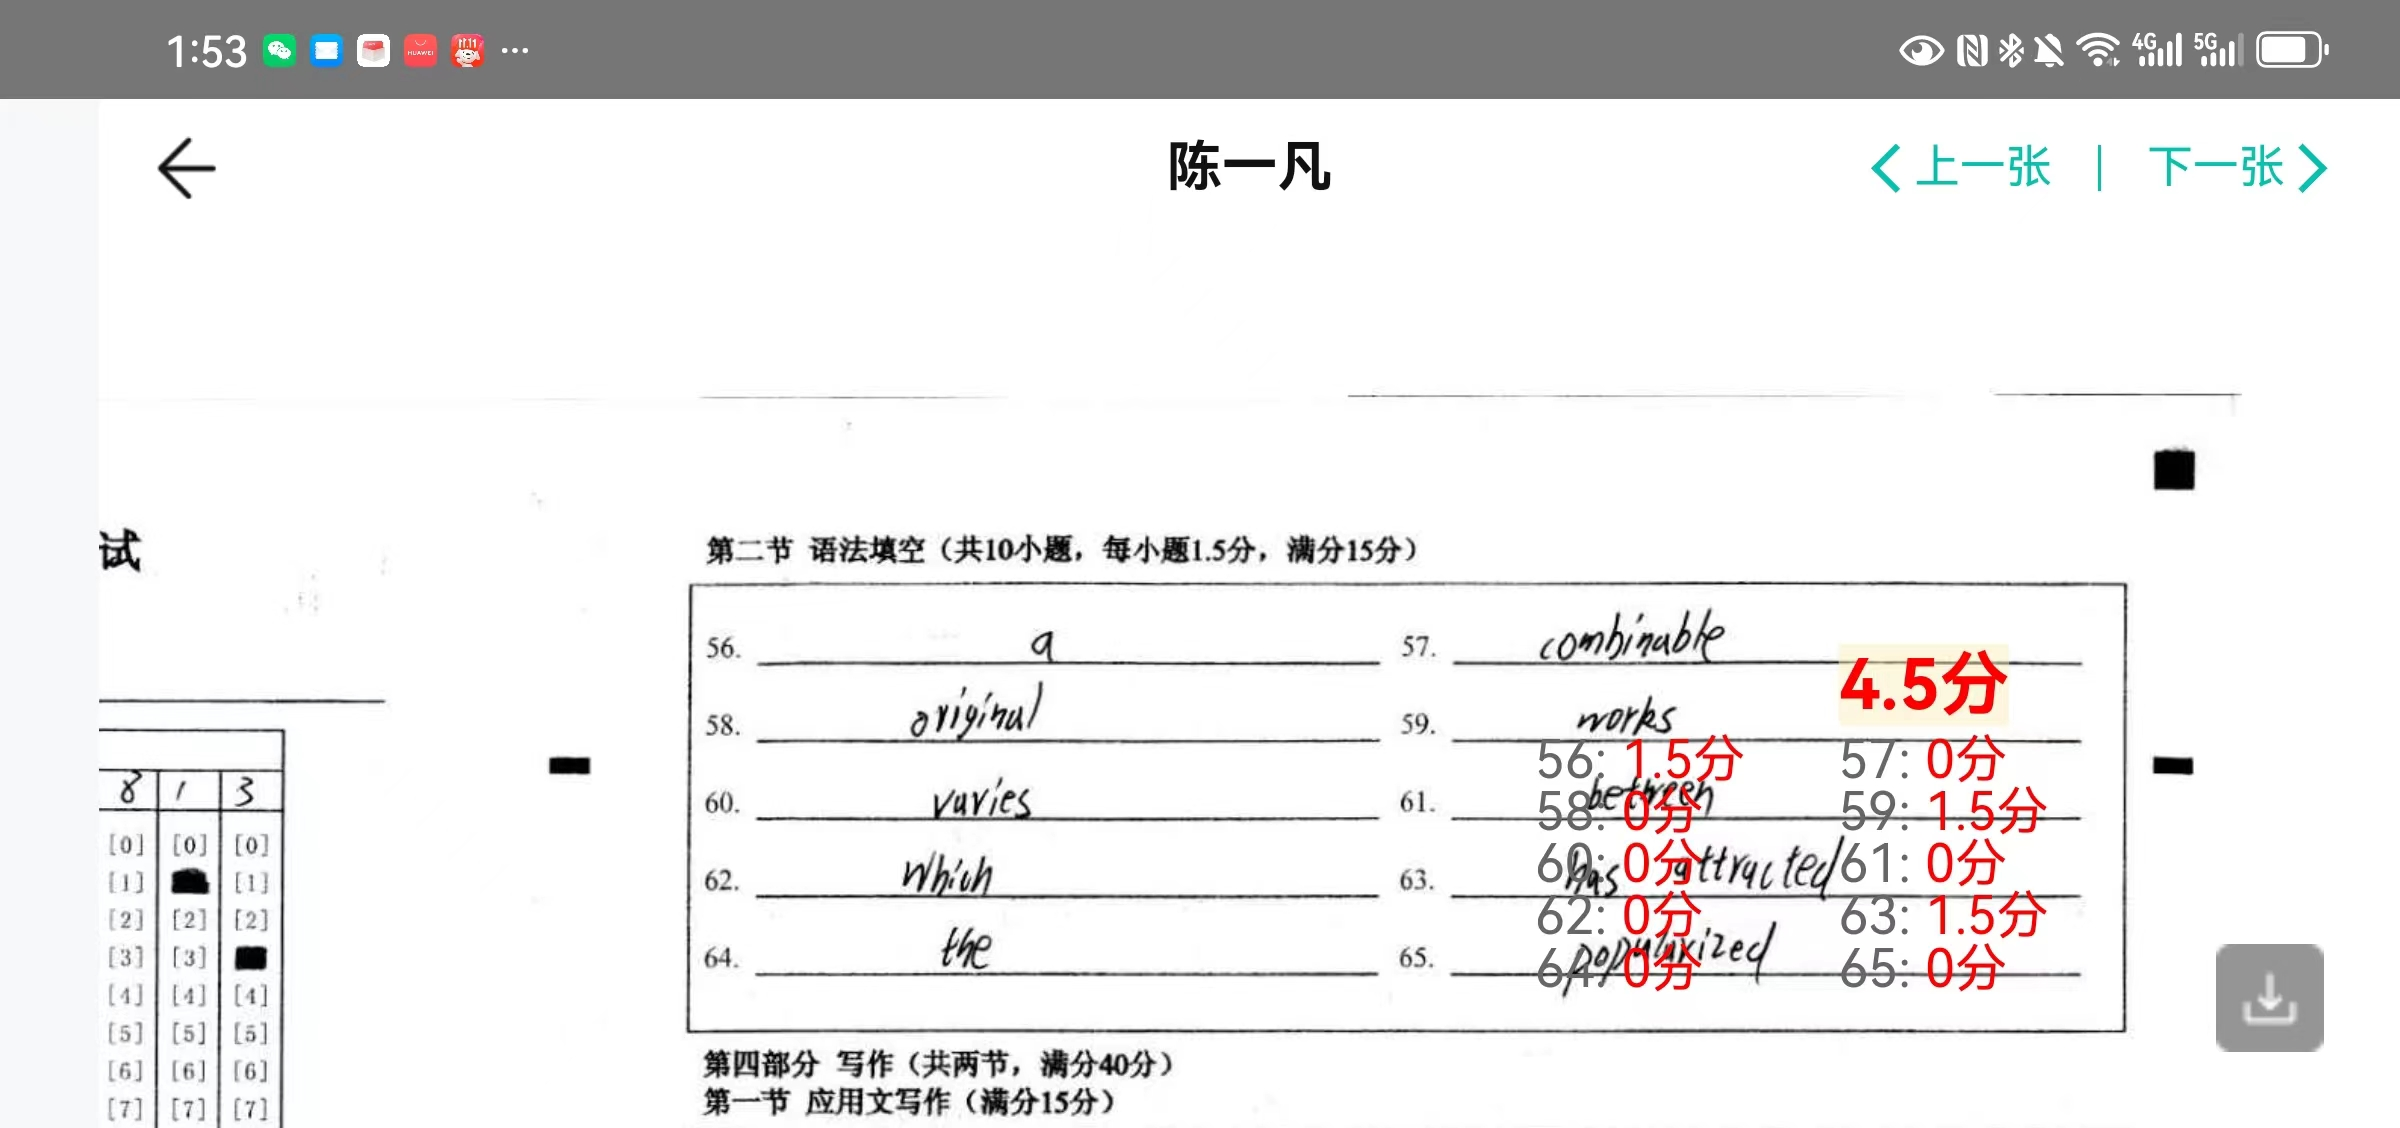 1:53 HUAWEI 11.11 ... 4G 5G
陈一凡
上一张 | 下一张
试
第二节 语法填空（共10小题，每小题1.5分，满分15分）
56. a 57. combinable
4.5分
58. original 59. works
56: 1.5分 57: 0分
60. varies 61. between
58: 0分 59: 1.5分
62. Which 63. has attracted
60: 0分 61: 0分
62: 0分 63: 1.5分
64. the 65. popularized
64: 0分 65: 0分
8 1 3
[0] [0] [0]
[1] [1]
[2] [2] [2]
[3] [3]
[4] [4] [4]
[5] [5] [5]
[6] [6] [6]
[7] [7] [7]
第四部分 写作（共两节，满分40分）
第一节 应用文写作（满分15分）